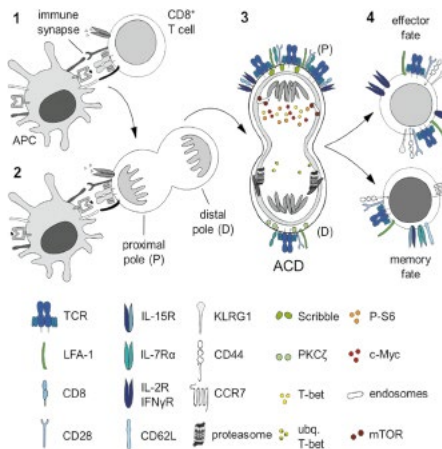 1
immune
synapse
CD8⁺
T cell
APC
2
proximal
pole (P)
distal
pole (D)
3
(P)
(D)
ACD
4
effector
fate
memory
fate
TCR
IL-15R
KLRG1
Scribble
P-S6
LFA-1
IL-7Rα
CD44
PKCζ
c-Myc
CD8
IL-2R
IFNγR
CCR7
T-bet
endosomes
CD28
CD62L
proteasome
ubq.
T-bet
mTOR